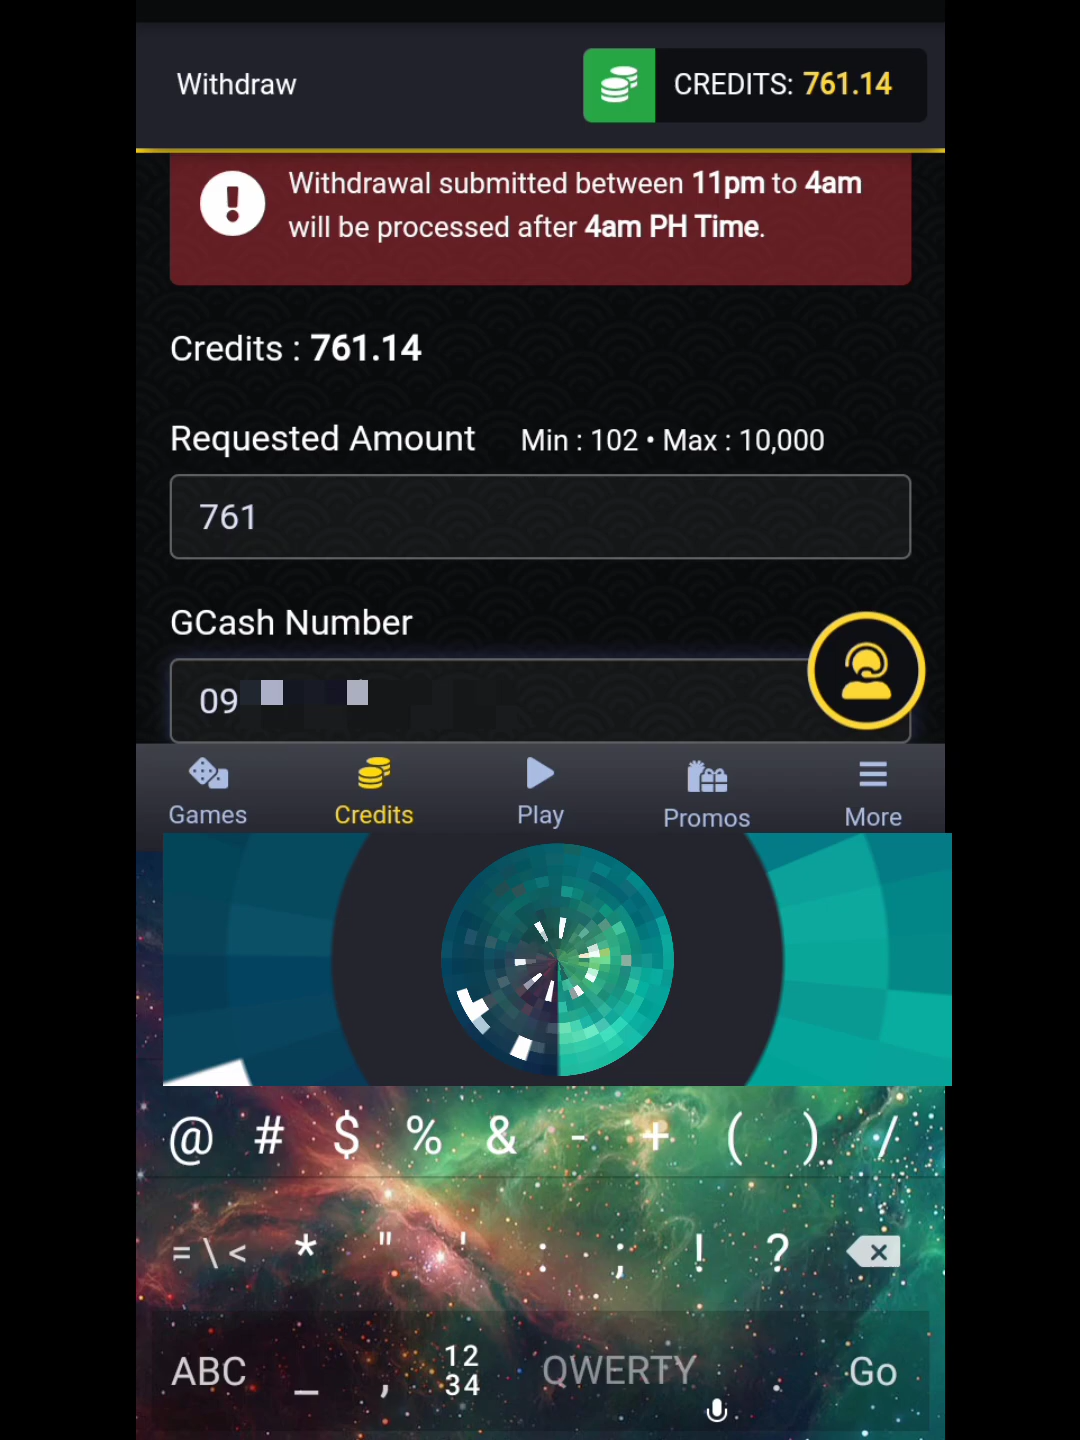 Withdraw
CREDITS: 761.14
Withdrawal submitted between 11pm to 4am
will be processed after 4am PH Time.
Credits : 761.14
Requested Amount Min : 102 • Max : 10,000
761
GCash Number
09
Games Credits Play Promos More
@ # $ % & - + ( ) /
= \ < * " ' : ; ! ?
ABC _ , 12 34 QWERTY . Go